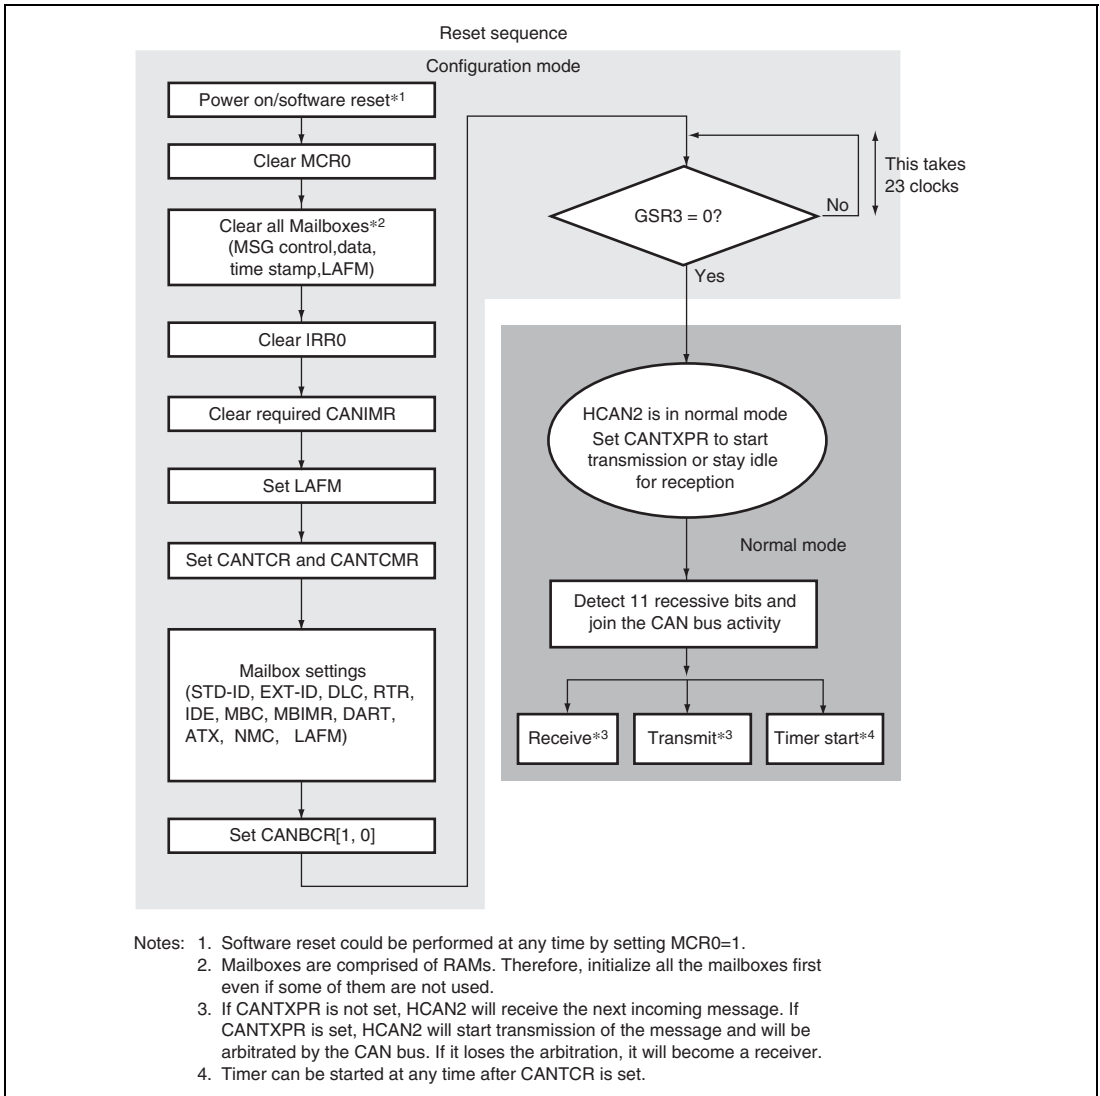 Reset sequence
Configuration mode
Power on/software reset*1
Clear MCR0
Clear all Mailboxes*2
(MSG control,data,
time stamp,LAFM)
Clear IRR0
Clear required CANIMR
Set LAFM
Set CANTCR and CANTCMR
Mailbox settings
(STD-ID, EXT-ID, DLC, RTR,
IDE, MBC, MBIMR, DART,
ATX, NMC, LAFM)
Set CANBCR[1, 0]
GSR3 = 0?
No
This takes
23 clocks
Yes
HCAN2 is in normal mode
Set CANTXPR to start
transmission or stay idle
for reception
Normal mode
Detect 11 recessive bits and
join the CAN bus activity
Receive*3
Transmit*3
Timer start*4
Notes: 1. Software reset could be performed at any time by setting MCR0=1.
2. Mailboxes are comprised of RAMs. Therefore, initialize all the mailboxes first
even if some of them are not used.
3. If CANTXPR is not set, HCAN2 will receive the next incoming message. If
CANTXPR is set, HCAN2 will start transmission of the message and will be
arbitrated by the CAN bus. If it loses the arbitration, it will become a receiver.
4. Timer can be started at any time after CANTCR is set.